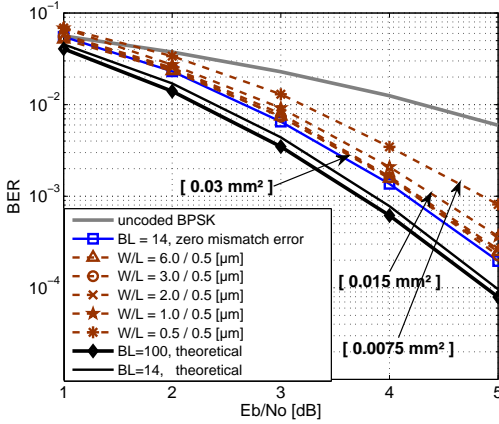 10⁻¹
10⁻²
10⁻³
10⁻⁴
BER
[ 0.03 mm² ]
[ 0.015 mm² ]
[ 0.0075 mm² ]
uncoded BPSK
BL = 14, zero mismatch error
W/L = 6.0 / 0.5 [µm]
W/L = 3.0 / 0.5 [µm]
W/L = 2.0 / 0.5 [µm]
W/L = 1.0 / 0.5 [µm]
W/L = 0.5 / 0.5 [µm]
BL=100, theoretical
BL=14, theoretical
1 2 3 4 5
Eb/No [dB]